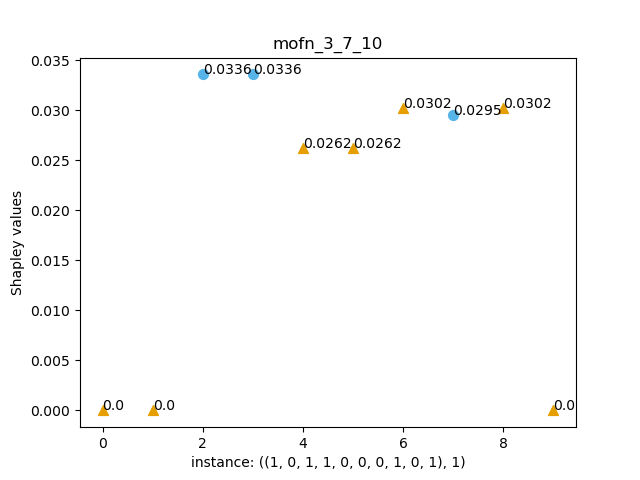 mofn_3_7_10
0.035
0.0336 0.0336
0.030
0.0302 0.0295 0.0302
0.025
0.0262 0.0262
0.020
0.015
0.010
0.005
0.000
0.0 0.0 0.0
Shapley values
0 2 4 6 8
instance: ((1, 0, 1, 1, 0, 0, 0, 1, 0, 1), 1)